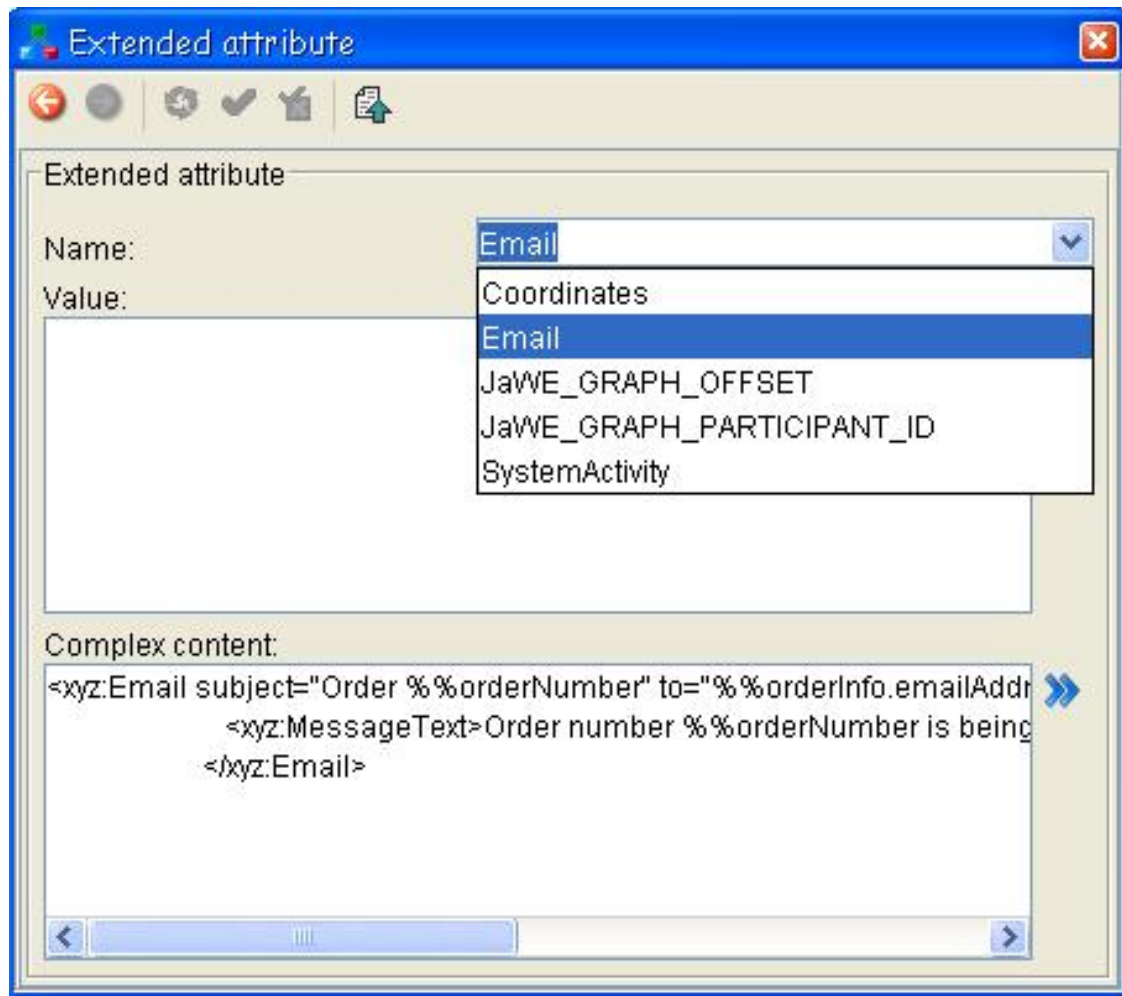 Extended attribute
Extended attribute
Name:
Email
Value:
Coordinates
Email
JaWE_GRAPH_OFFSET
JaWE_GRAPH_PARTICIPANT_ID
SystemActivity
Complex content:
<xyz:Email subject="Order %%orderNumber" to="%%orderInfo.emailAddr
<xyz:MessageText>Order number %%orderNumber is being
</xyz:Email>